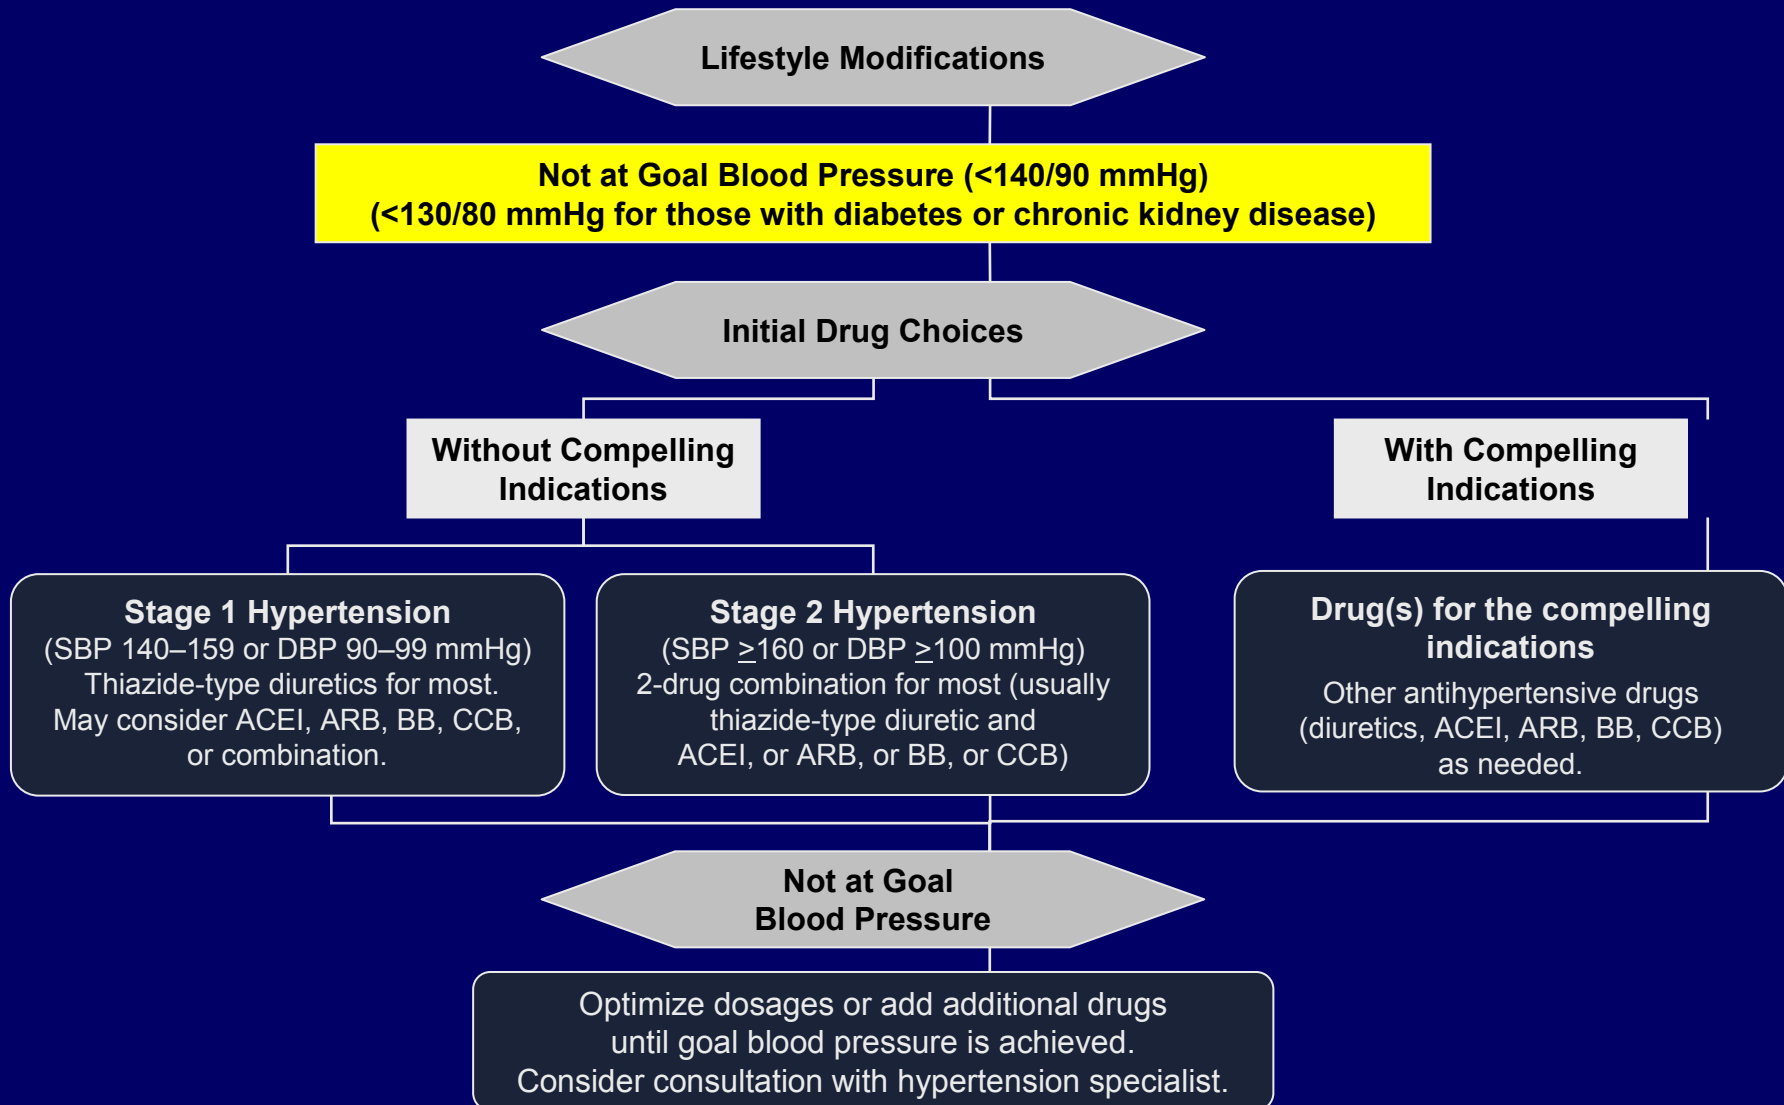 Lifestyle Modifications
Not at Goal Blood Pressure (<140/90 mmHg)
(<130/80 mmHg for those with diabetes or chronic kidney disease)
Initial Drug Choices
Without Compelling
Indications
With Compelling
Indications
Stage 1 Hypertension
(SBP 140–159 or DBP 90–99 mmHg)
Thiazide-type diuretics for most.
May consider ACEI, ARB, BB, CCB,
or combination.
Stage 2 Hypertension
(SBP ≥160 or DBP ≥100 mmHg)
2-drug combination for most (usually
thiazide-type diuretic and
ACEI, or ARB, or BB, or CCB)
Drug(s) for the compelling
indications
Other antihypertensive drugs
(diuretics, ACEI, ARB, BB, CCB)
as needed.
Not at Goal
Blood Pressure
Optimize dosages or add additional drugs
until goal blood pressure is achieved.
Consider consultation with hypertension specialist.